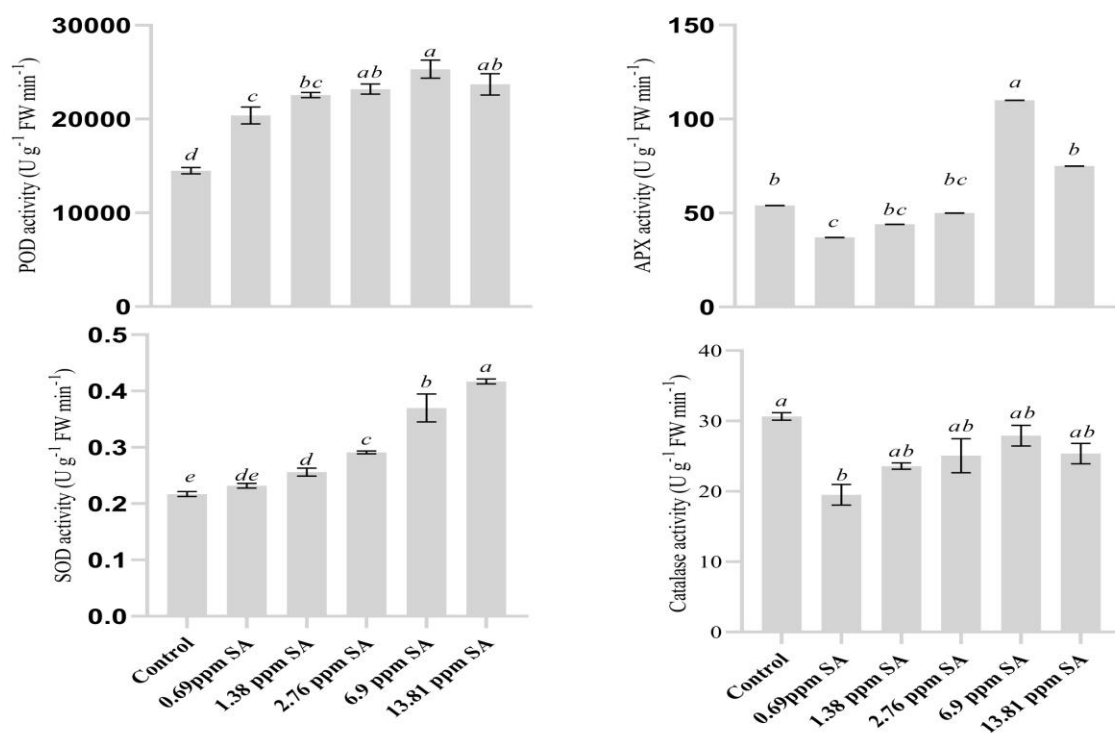 POD activity (U g⁻¹ FW min⁻¹)
30000
20000
10000
0
d
c
bc
ab
a
ab
APX activity (U g⁻¹ FW min⁻¹)
150
100
50
0
b
c
bc
bc
a
b
SOD activity (U g⁻¹ FW min⁻¹)
0.5
0.4
0.3
0.2
0.1
0.0
e
de
d
c
b
a
Control
0.69ppm SA
1.38 ppm SA
2.76 ppm SA
6.9 ppm SA
13.81 ppm SA
Catalase activity (U g⁻¹ FW min⁻¹)
40
30
20
10
0
a
b
ab
ab
ab
ab
Control
0.69ppm SA
1.38 ppm SA
2.76 ppm SA
6.9 ppm SA
13.81 ppm SA